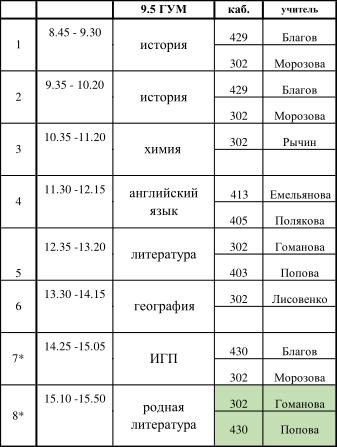 9.5 ГУМ каб. учитель
1 8.45 - 9.30 история 429 Благов
302 Морозова
2 9.35 - 10.20 история 429 Благов
302 Морозова
3 10.35 -11.20 химия 302 Рычин
4 11.30 -12.15 английский язык 413 Емельянова
405 Полякова
5 12.35 -13.20 литература 302 Гоманова
403 Попова
6 13.30 -14.15 география 302 Лисовенко
7* 14.25 -15.05 ИГП 430 Благов
302 Морозова
8* 15.10 -15.50 родная литература 302 Гоманова
430 Попова